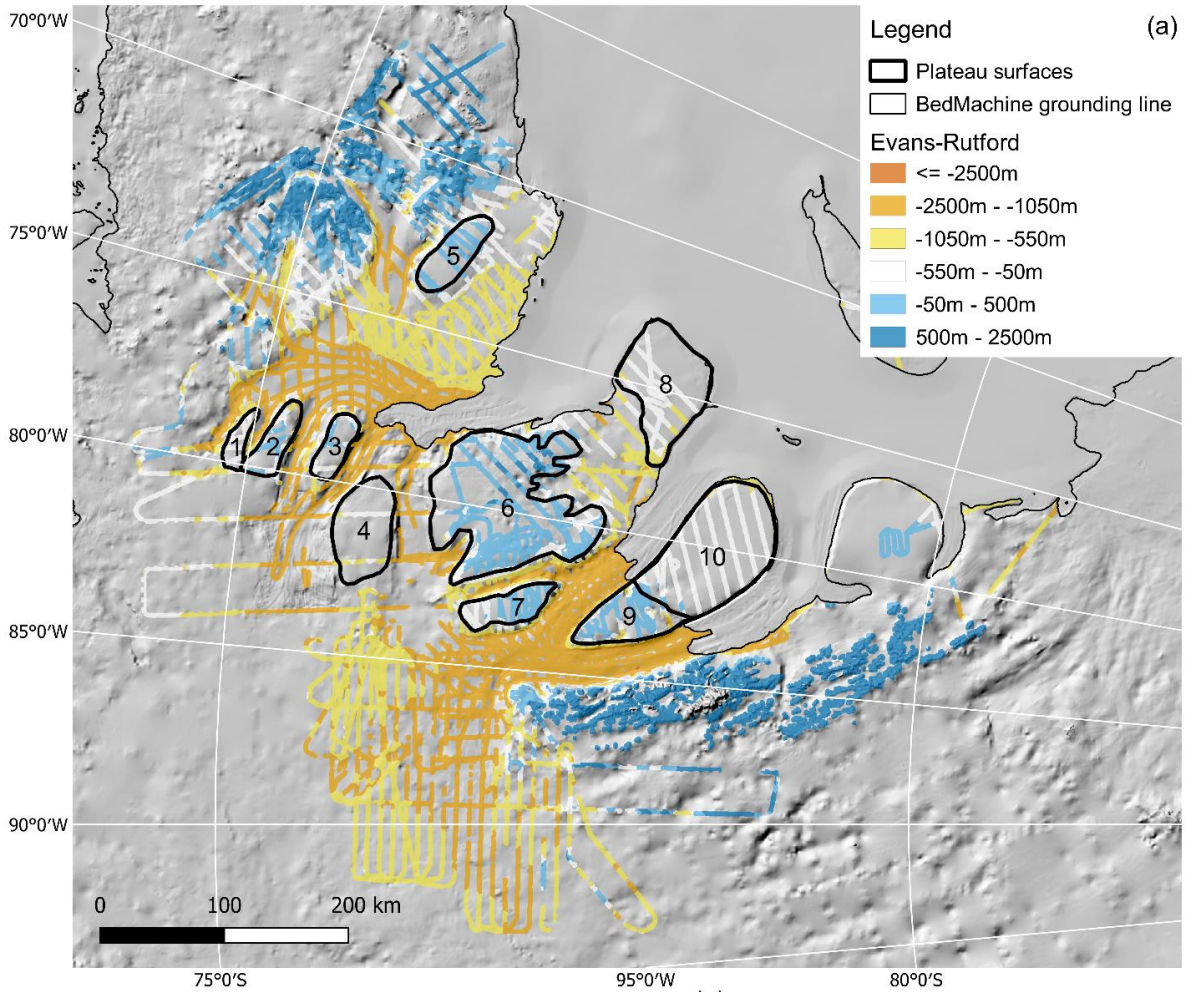 Legend
(a)
Plateau surfaces
BedMachine grounding line
Evans-Rutford
<= -2500m
-2500m - -1050m
-1050m - -550m
-550m - -50m
-50m - 500m
500m - 2500m
70°0'W
75°0'W
80°0'W
85°0'W
90°0'W
5
8
1
2
3
6
4
10
7
9
0
100
200 km
75°0'S
95°0'W
80°0'S